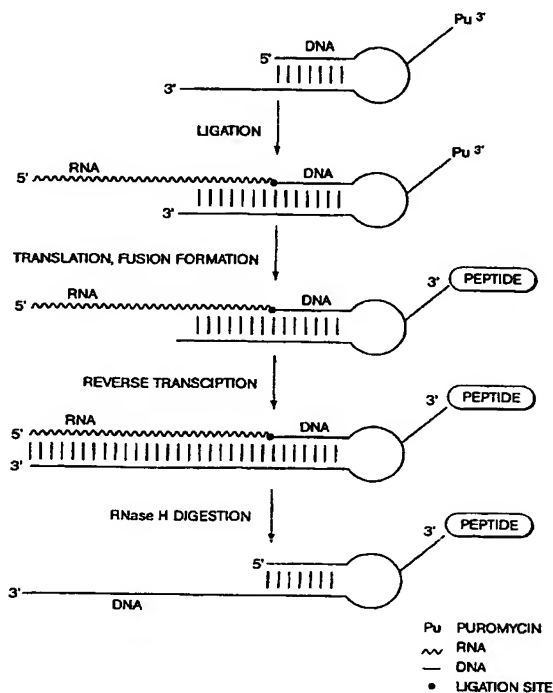 Pu 3'
5' DNA
3'
LIGATION
Pu 3'
RNA
5'
DNA
3'
TRANSLATION, FUSION FORMATION
3' PEPTIDE
RNA
5'
DNA
REVERSE TRANSCIPTION
3' PEPTIDE
RNA
5'
DNA
3'
RNase H DIGESTION
3' PEPTIDE
5'
3'
DNA
Pu PUROMYCIN
RNA
DNA
LIGATION SITE